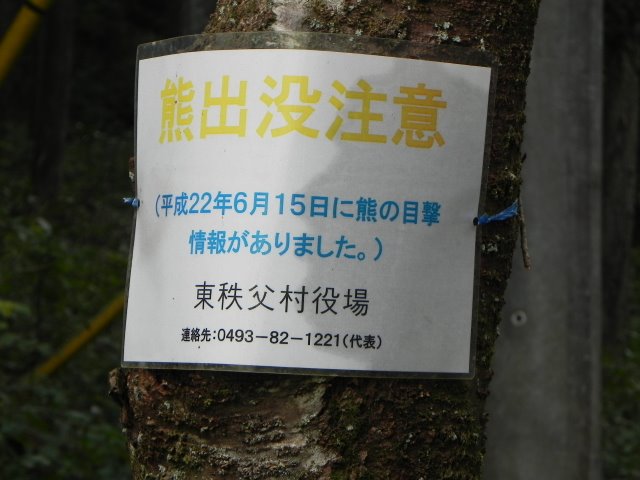 熊出没注意
(平成22年6月15日に熊の目撃
情報がありました。)
東秩父村役場
連絡先:0493-82-1221(代表)